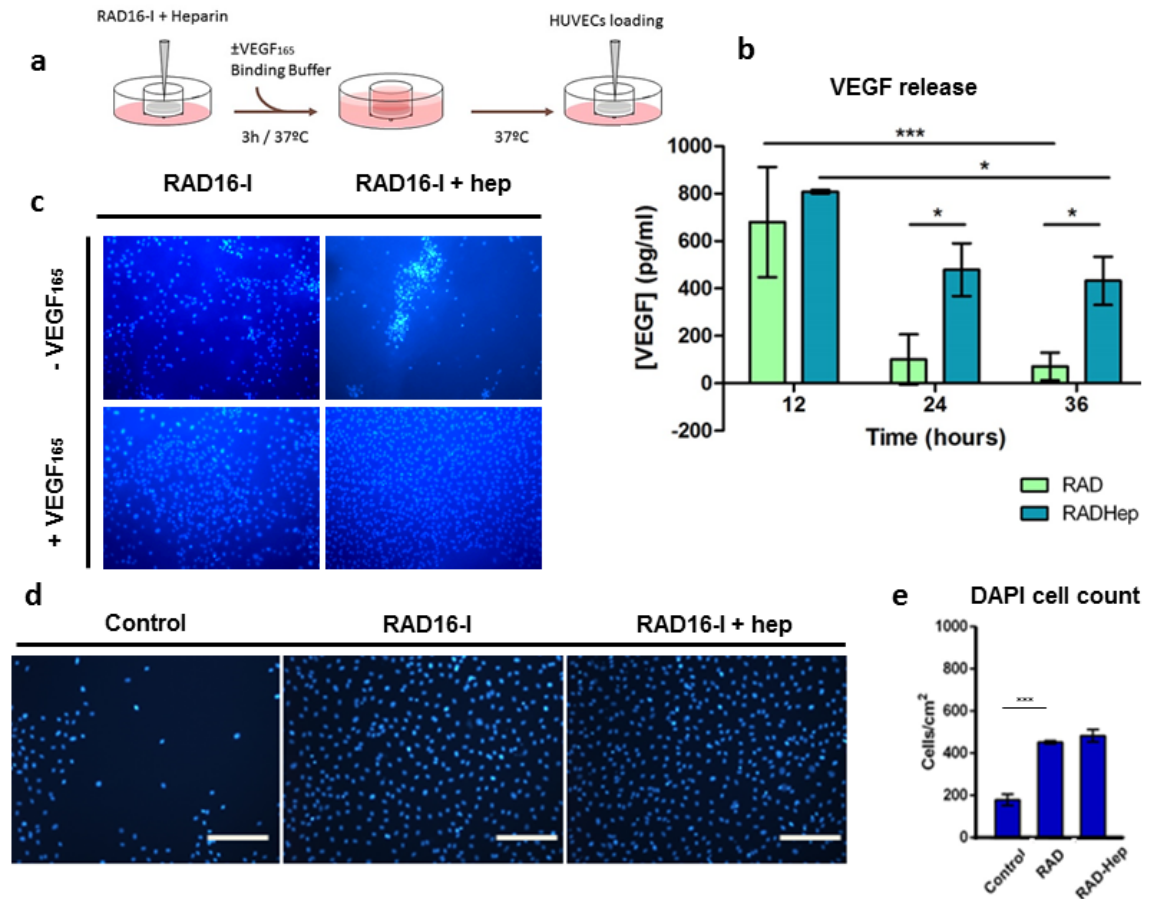 a
RAD16-I + Heparin
±VEGF165
Binding Buffer
3h / 37ºC
37ºC
HUVECs loading
b
VEGF release
[VEGF] (pg/ml)
1000
800
600
400
200
0
-200
***
*
*
*
12
24
36
Time (hours)
RAD
RADHep
c
RAD16-I
RAD16-I + hep
- VEGF165
+ VEGF165
d
Control
RAD16-I
RAD16-I + hep
e
DAPI cell count
Cells/cm2
1000
800
600
400
200
0
***
Control
RAD
RAD-Hep